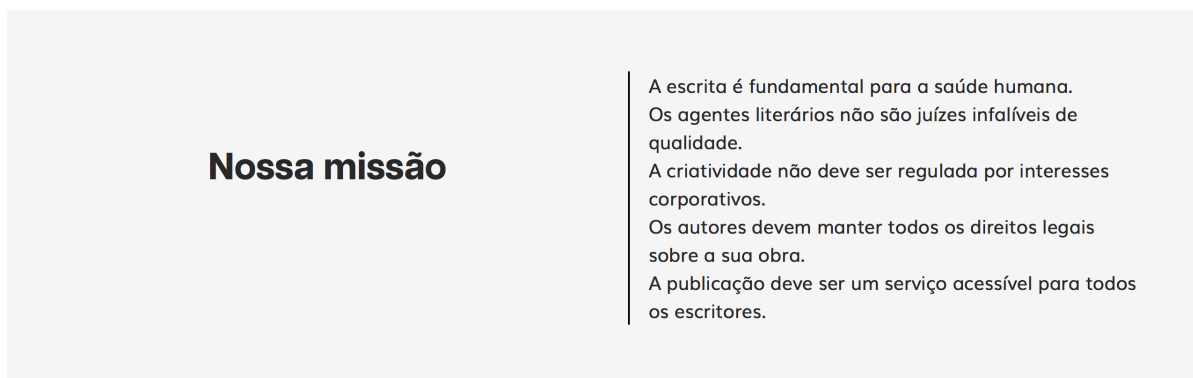 Nossa missão
A escrita é fundamental para a saúde humana.
Os agentes literários não são juízes infalíveis de
qualidade.
A criatividade não deve ser regulada por interesses
corporativos.
Os autores devem manter todos os direitos legais
sobre a sua obra.
A publicação deve ser um serviço acessível para todos
os escritores.